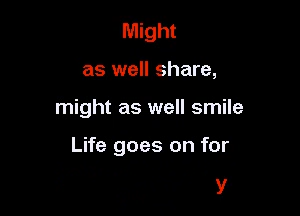 Might
as well share,
might as well smile
Life goes on for
y